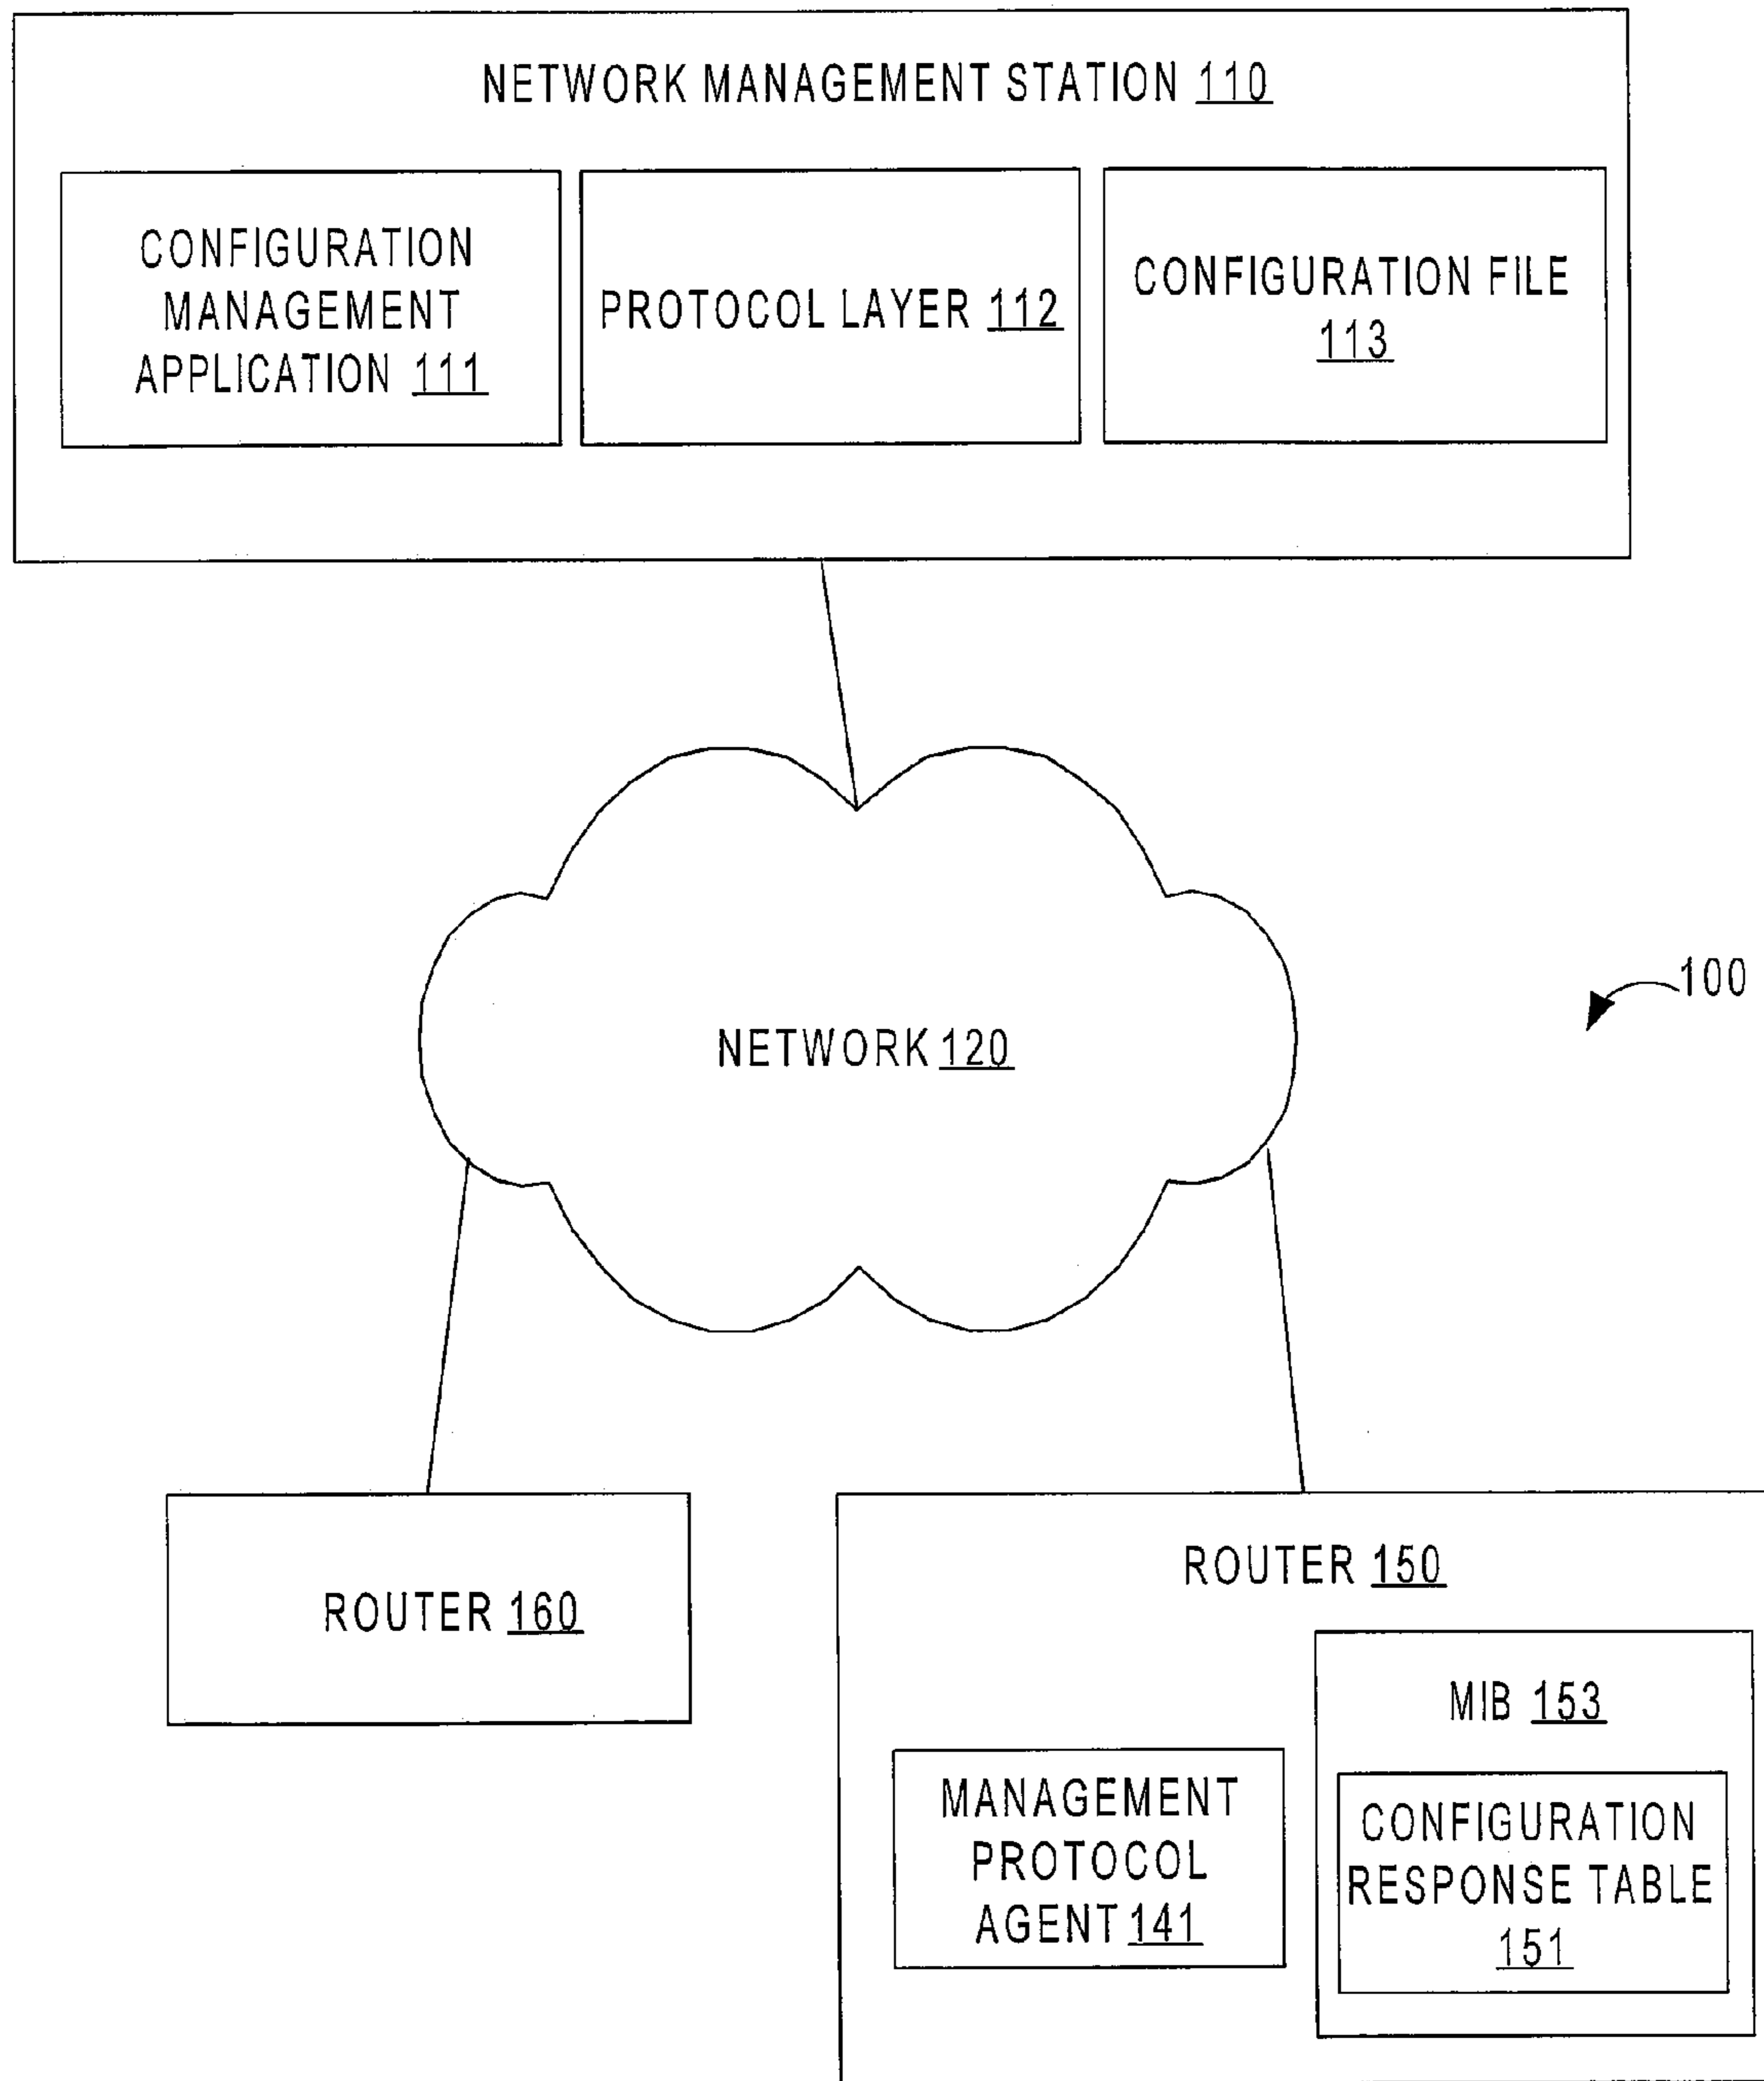 NETWORK MANAGEMENT STATION 110
CONFIGURATION
MANAGEMENT
APPLICATION 111
PROTOCOL LAYER 112
CONFIGURATION FILE
113
100
NETWORK 120
ROUTER 160
ROUTER 150
MIB 153
MANAGEMENT
PROTOCOL
AGENT 141
CONFIGURATION
RESPONSE TABLE
151